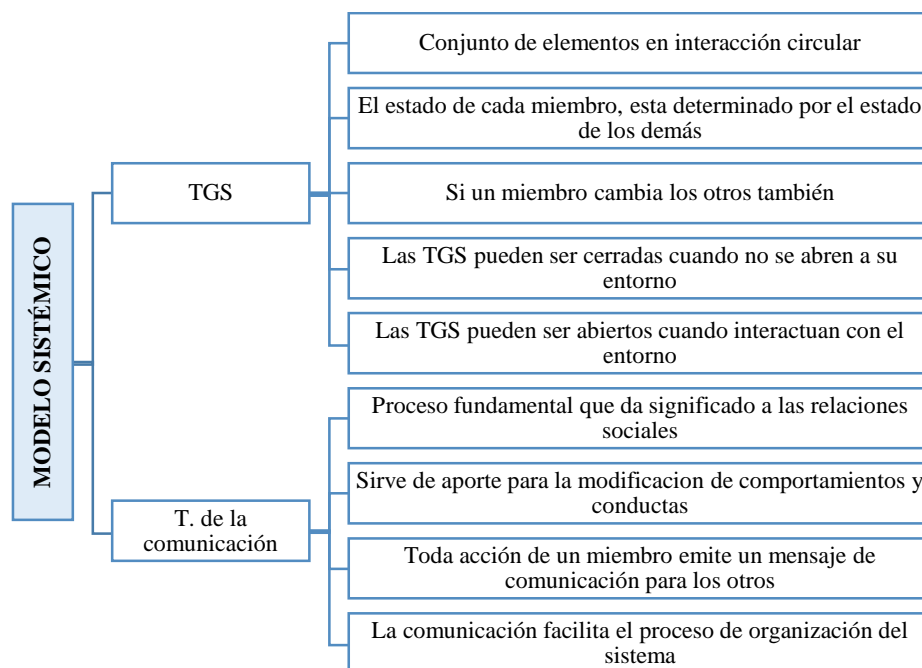 MODELO SISTÉMICO
TGS
Conjunto de elementos en interacción circular
El estado de cada miembro, esta determinado por el estado
de los demás
Si un miembro cambia los otros también
Las TGS pueden ser cerradas cuando no se abren a su
entorno
Las TGS pueden ser abiertos cuando interactuan con el
entorno
T. de la
comunicación
Proceso fundamental que da significado a las relaciones
sociales
Sirve de aporte para la modificacion de comportamientos y
conductas
Toda acción de un miembro emite un mensaje de
comunicación para los otros
La comunicación facilita el proceso de organización del
sistema